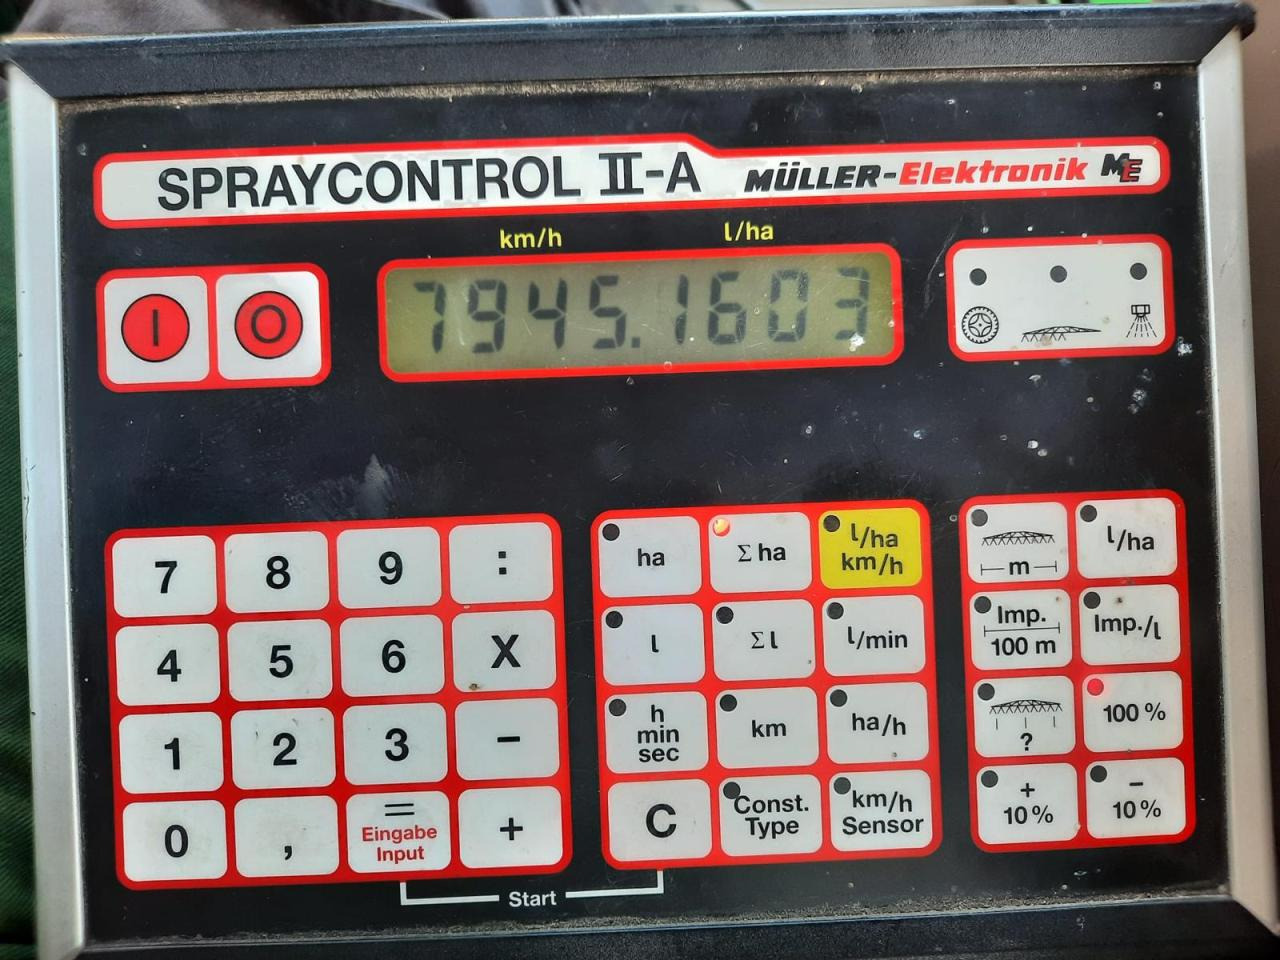 SPRAYCONTROL II-A MÜLLER-Elektronik ME
km/h l/ha
I O
7945.1603
7 8 9 :
4 5 6 X
1 2 3 -
0 , = Eingabe Input +
ha Σ ha l/ha km/h
l Σ l l/min
h min sec km ha/h
C Const. Type km/h Sensor
Start
m l/ha
Imp. 100 m Imp./l
? 100 %
+ 10 % - 10 %